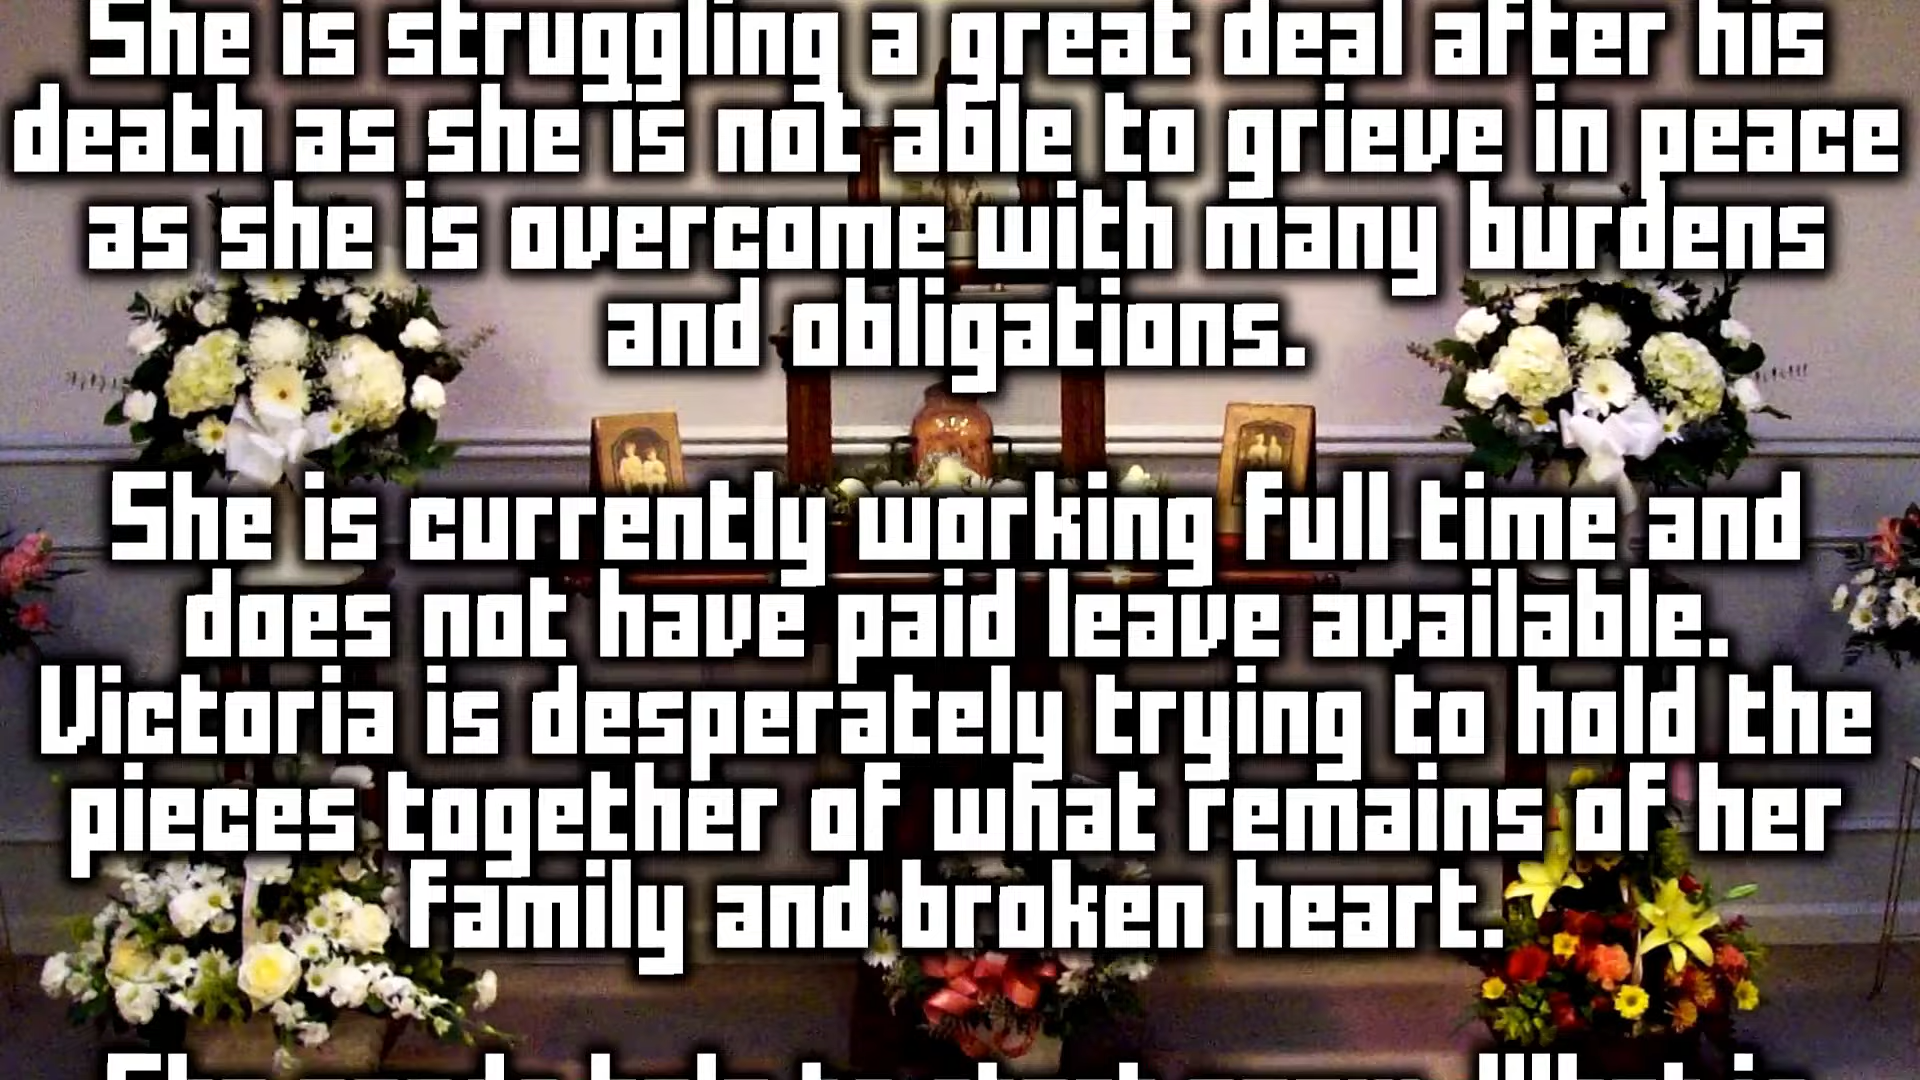 She is struggling a great deal after his
death as she is not able to grieve in peace
as she is overcome with many burdens
and obligations.
She is currently working full time and
does not have paid leave available.
Victoria is desperately trying to hold the
pieces together of what remains of her
family and broken heart.